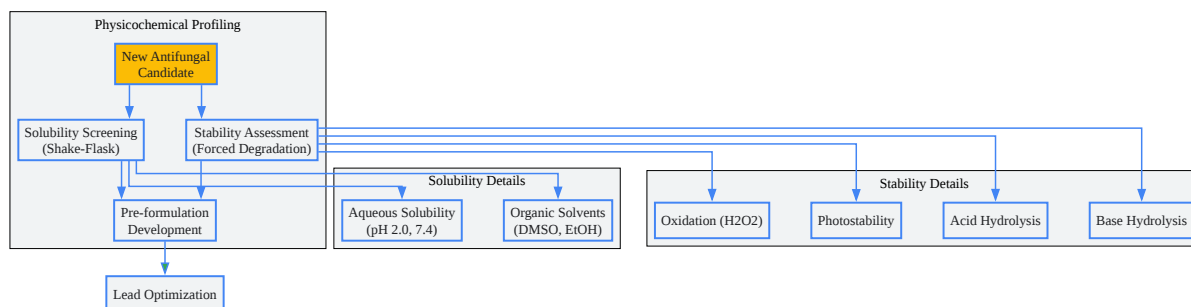 Physicochemical Profiling
New Antifungal
Candidate
Solubility Screening
(Shake-Flask)
Stability Assessment
(Forced Degradation)
Pre-formulation
Development
Lead Optimization
Solubility Details
Aqueous Solubility
(pH 2.0, 7.4)
Organic Solvents
(DMSO, EtOH)
Stability Details
Oxidation (H2O2)
Photostability
Acid Hydrolysis
Base Hydrolysis